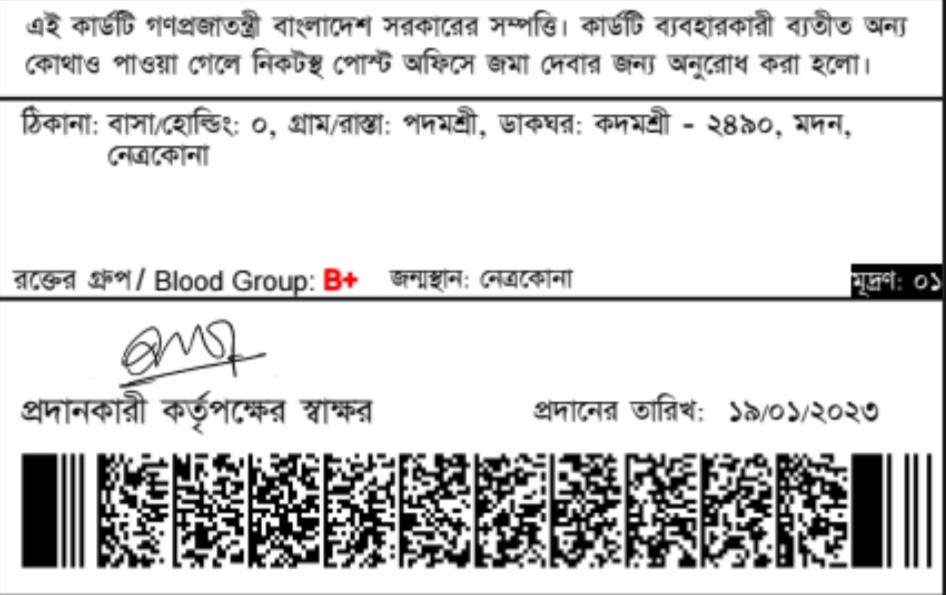 এই কার্ডটি গণপ্রজাতন্ত্রী বাংলাদেশ সরকারের সম্পত্তি। কার্ডটি ব্যবহারকারী ব্যতীত অন্য
কোথাও পাওয়া গেলে নিকটস্থ পোস্ট অফিসে জমা দেবার জন্য অনুরোধ করা হলো।
ঠিকানা: বাসা/হোল্ডিং: ০, গ্রাম/রাস্তা: পদমশ্রী, ডাকঘর: কদমশ্রী - ২৪৯০, মদন,
নেত্রকোনা
রক্তের গ্রুপ / Blood Group: B+ জন্মস্থান: নেত্রকোনা মূদ্রণ: ০১
প্রদানকারী কর্তৃপক্ষের স্বাক্ষর প্রদানের তারিখ: ১৯/০১/২০২৩